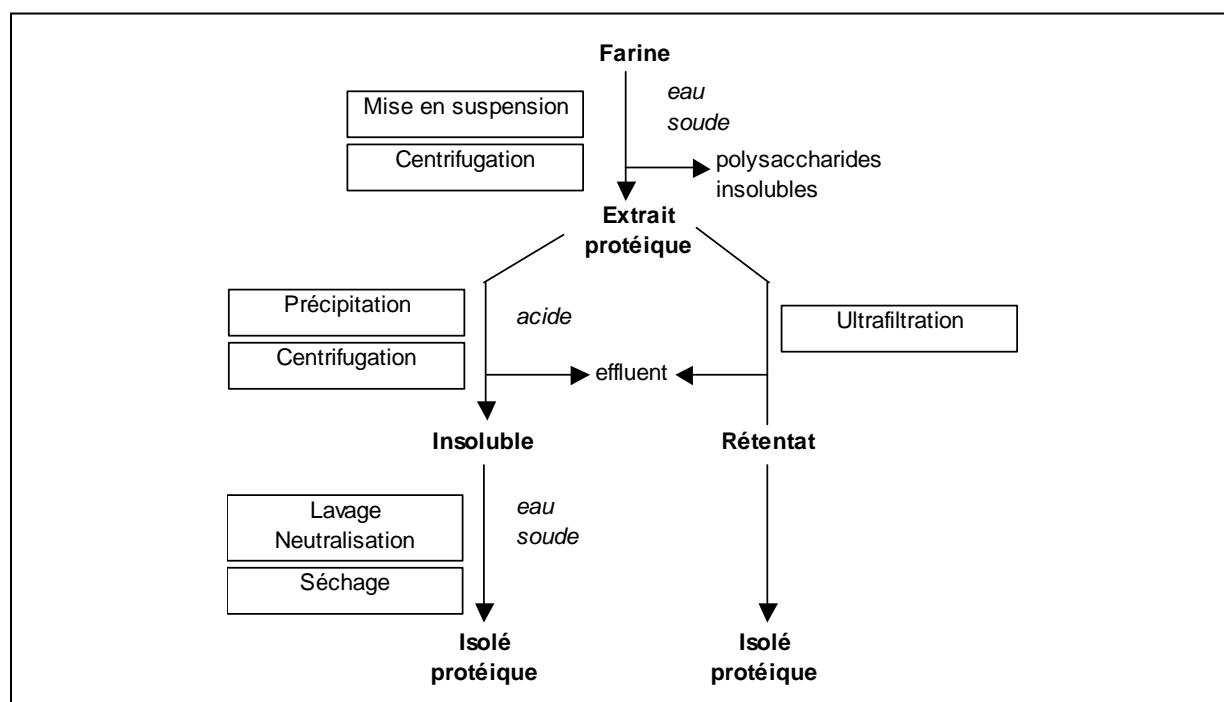 Farine
Mise en suspension
eau
soude
Centrifugation
polysaccharides
insolubles
Extrait
protéique
Précipitation
acide
Ultrafiltration
Centrifugation
effluent
Insoluble
Rétentat
Lavage
Neutralisation
eau
soude
Séchage
Isolé
protéique
Isolé
protéique